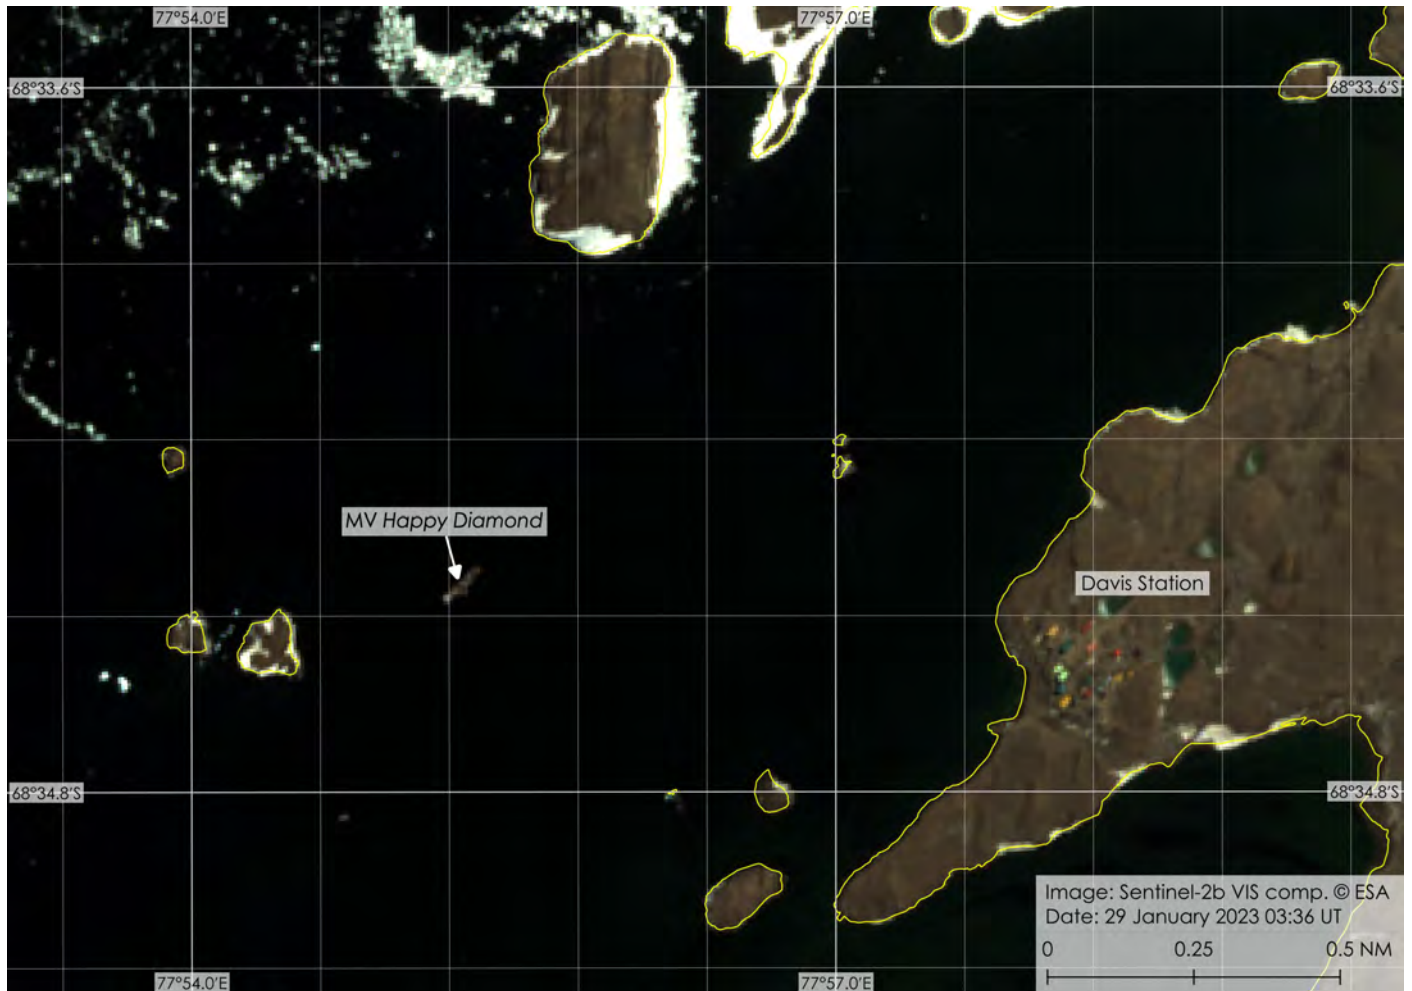 77°54.0'E
77°57.0'E
68°33.6'S
68°33.6'S
MV Happy Diamond
Davis Station
68°34.8'S
68°34.8'S
Image: Sentinel-2b VIS comp. © ESA
Date: 29 January 2023 03:36 UT
0 0.25 0.5 NM
77°54.0'E
77°57.0'E